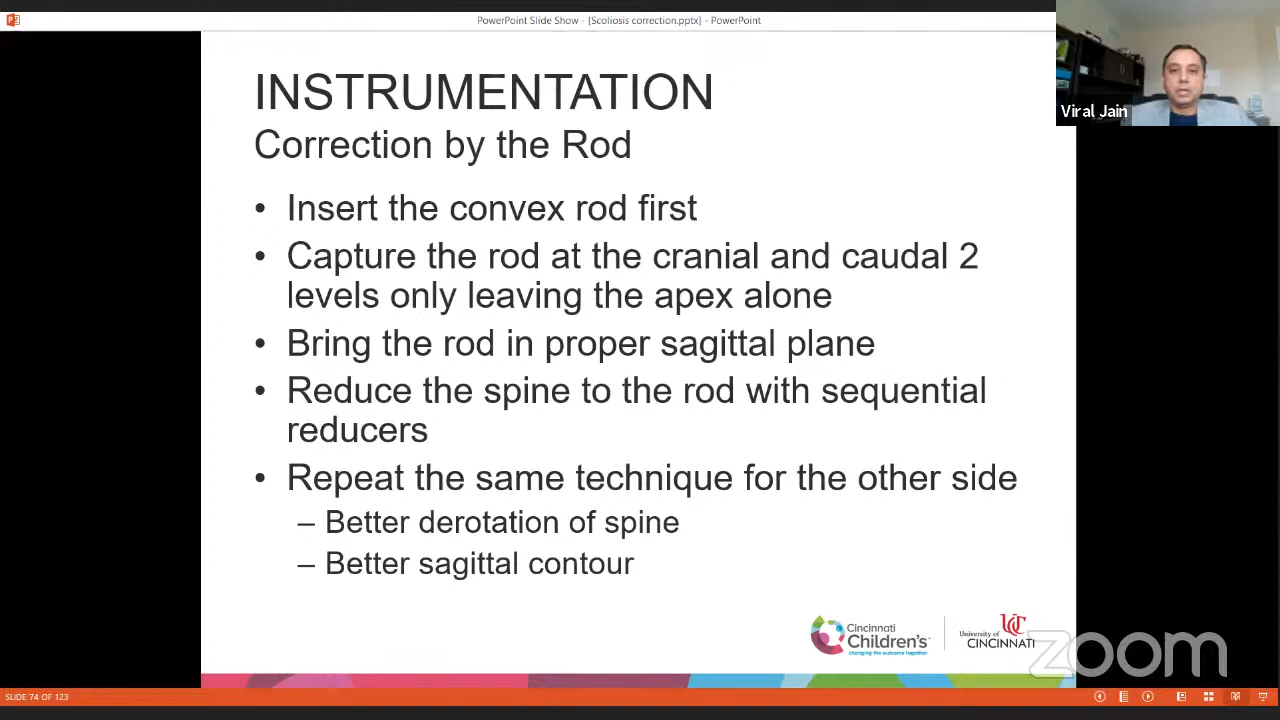 PowerPoint Slide Show - [Scoliosis correction.pptx] - PowerPoint
Viral Jain
INSTRUMENTATION
Correction by the Rod
• Insert the convex rod first
• Capture the rod at the cranial and caudal 2
levels only leaving the apex alone
• Bring the rod in proper sagittal plane
• Reduce the spine to the rod with sequential
reducers
• Repeat the same technique for the other side
– Better derotation of spine
– Better sagittal contour
Cincinnati
Children's
changing the outcome together
UC
University of
CINCINNATI
zoom
SLIDE 74 OF 123